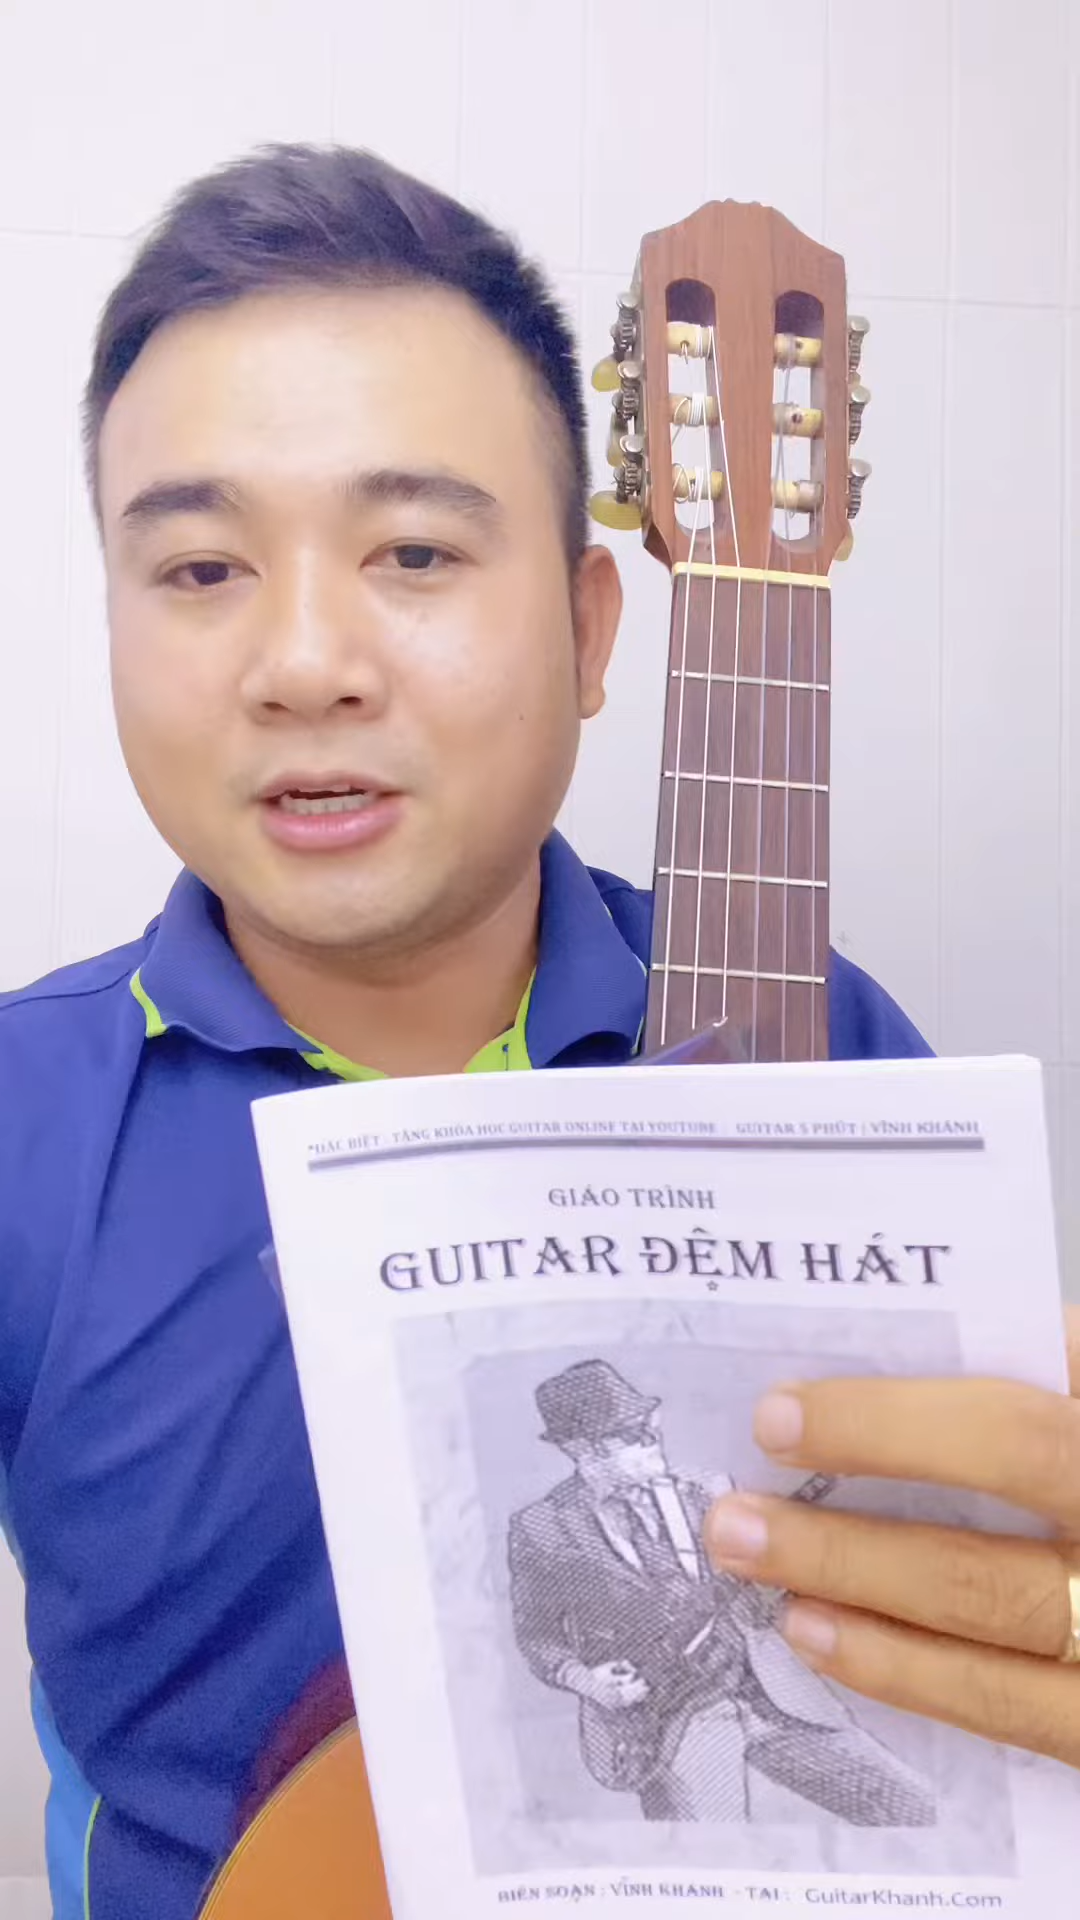 *ĐẶC BIỆT - TẶNG KHÓA HỌC GUITAR ONLINE TẠI YOUTUBE : GUITAR 5 PHÚT | VĨNH KHÁNH
GIÁO TRÌNH
GUITAR ĐỆM HÁT
BIÊN SOẠN : VĨNH KHÁNH - TẠI : GuitarKhanh.Com